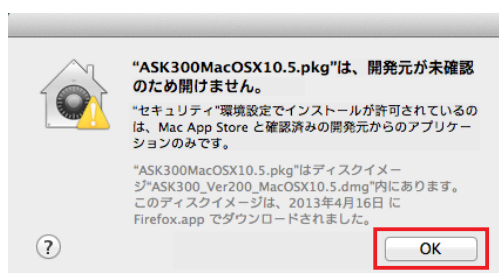 “ASK300MacOSX10.5.pkg”は、開発元が未確認
のため開けません。
“セキュリティ”環境設定でインストールが許可されているの
は、Mac App Store と確認済みの開発元からのアプリケー
ションのみです。
“ASK300MacOSX10.5.pkg”はディスクイメー
ジ“ASK300_Ver200_MacOSX10.5.dmg”内にあります。
このディスクイメージは、2013年4月16日 に
Firefox.app でダウンロードされました。
?
OK